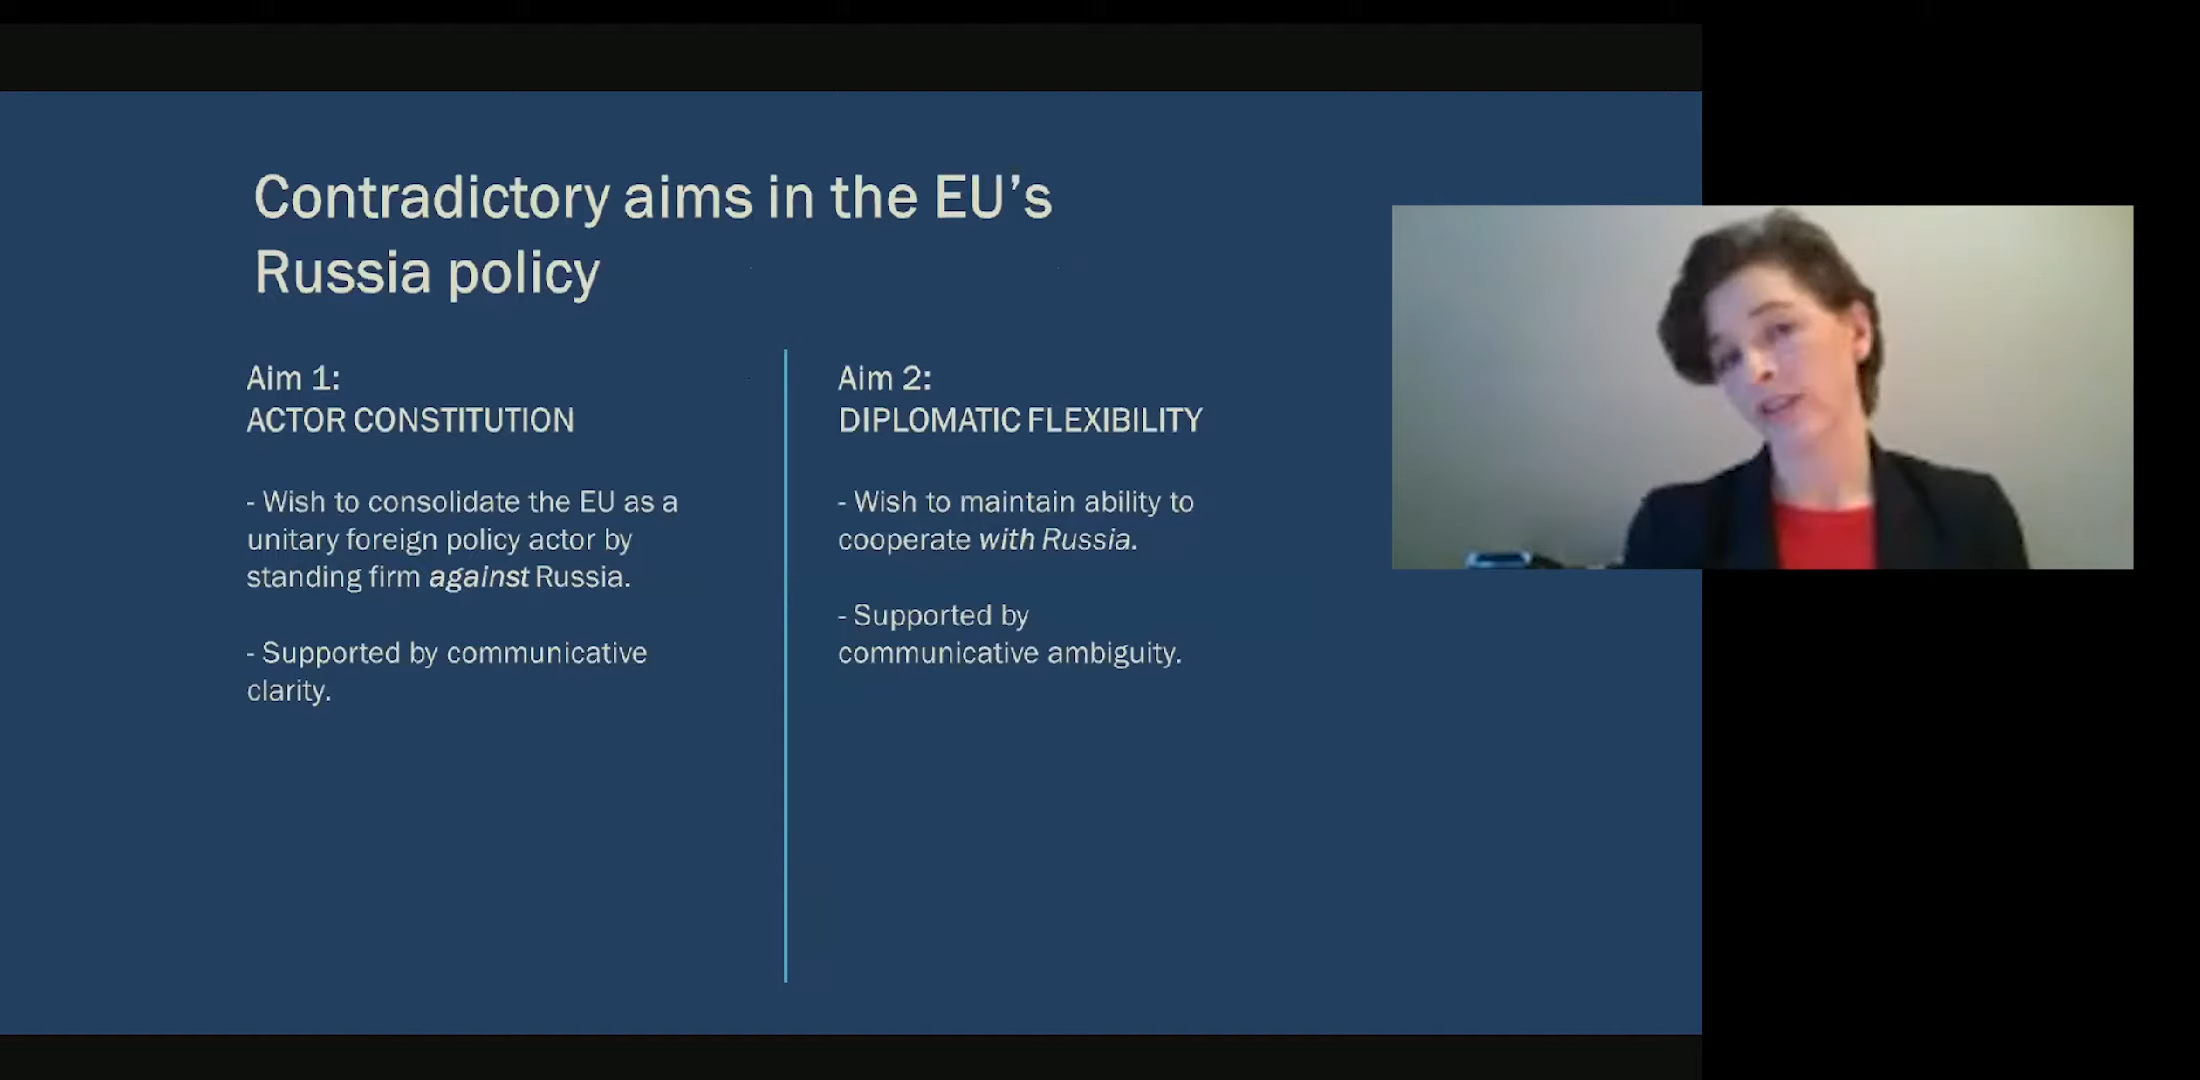 Contradictory aims in the EU's
Russia policy
Aim 1:
ACTOR CONSTITUTION
- Wish to consolidate the EU as a
unitary foreign policy actor by
standing firm against Russia.
- Supported by communicative
clarity.
Aim 2:
DIPLOMATIC FLEXIBILITY
- Wish to maintain ability to
cooperate with Russia.
- Supported by
communicative ambiguity.